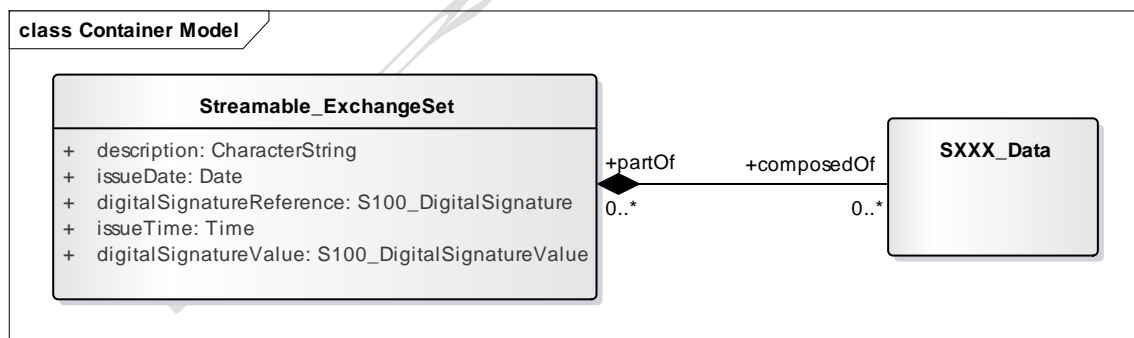 class Container Model
Streamable_ExchangeSet
+ description: CharacterString
+ issueDate: Date
+ digitalSignatureReference: S100_DigitalSignature
+ issueTime: Time
+ digitalSignatureValue: S100_DigitalSignatureValue
+partOf
0..*
+composedOf
0..*
SXXX_Data